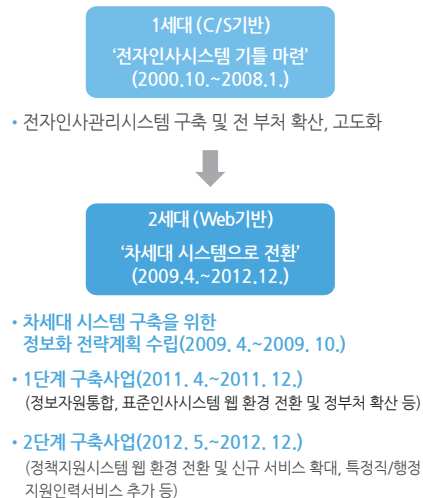 1세대 (C/S기반)
‘전자인사시스템 기틀 마련’
(2000.10.~2008.1.)
• 전자인사관리시스템 구축 및 전 부처 확산, 고도화
2세대 (Web기반)
‘차세대 시스템으로 전환’
(2009.4.~2012.12.)
• 차세대 시스템 구축을 위한
정보화 전략계획 수립(2009. 4.~2009. 10.)
• 1단계 구축사업(2011. 4.~2011. 12.)
(정보자원통합, 표준인사시스템 웹 환경 전환 및 정부처 확산 등)
• 2단계 구축사업(2012. 5.~2012. 12.)
(정책지원시스템 웹 환경 전환 및 신규 서비스 확대, 특정직/행정
지원인력서비스 추가 등)